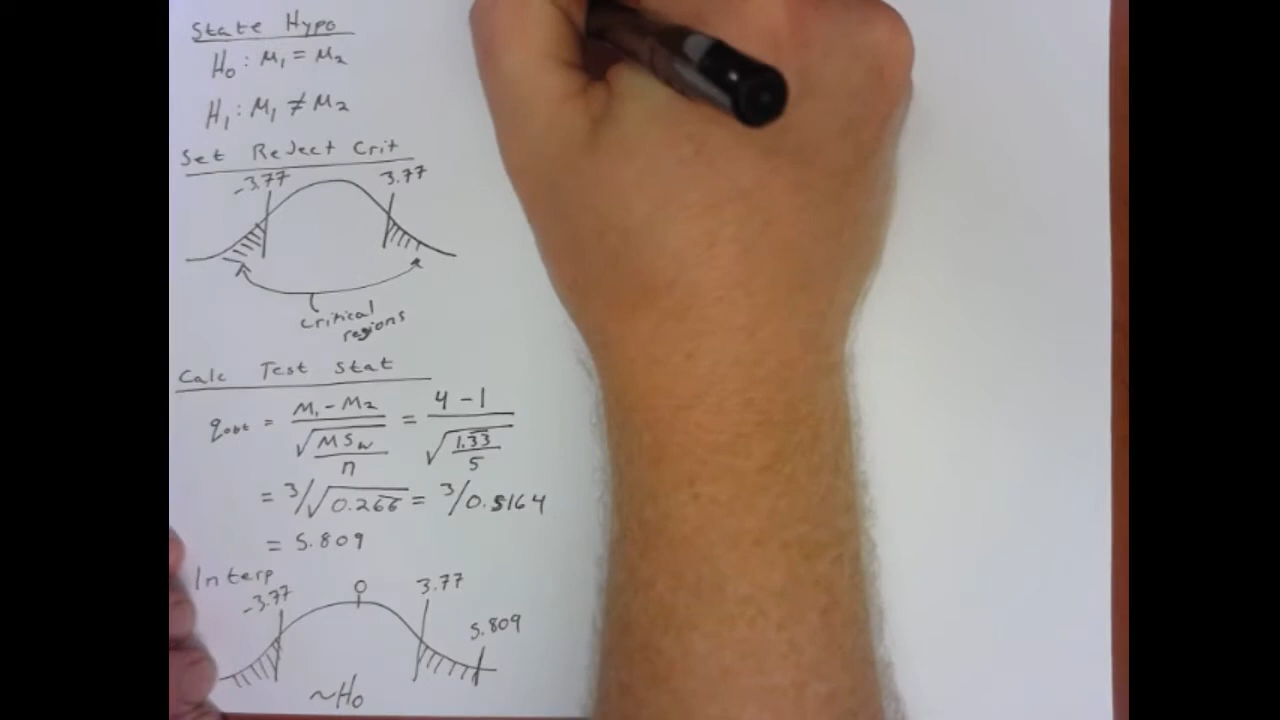 State Hypo
H₀ : M₁ = M₂
H₁ : M₁ ≠ M₂
Set Reject Crit
-3.77 3.77
critical
regions
Calc Test Stat
qobt = M₁ - M₂ / √(MSw / n) = 4 - 1 / √(1.33 / 5)
= 3/√0.266 = 3/0.5164
= 5.809
Interp
-3.77 0 3.77
5.809
~H₀